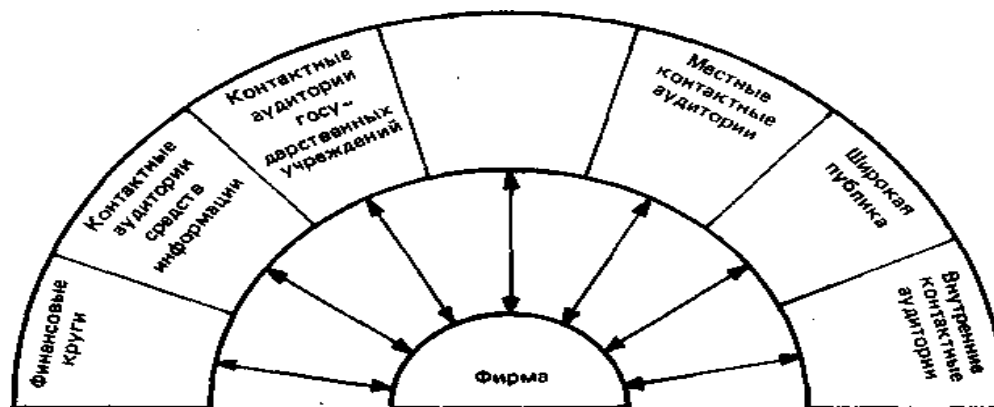 Финансовые
круги
Контактные
аудитории
средств
информации
Контактные
аудитории
госу-
дарственных
учреждений
Местные
контактные
аудитории
Широкая
публика
Внутренние
контактные
аудитории
Фирма